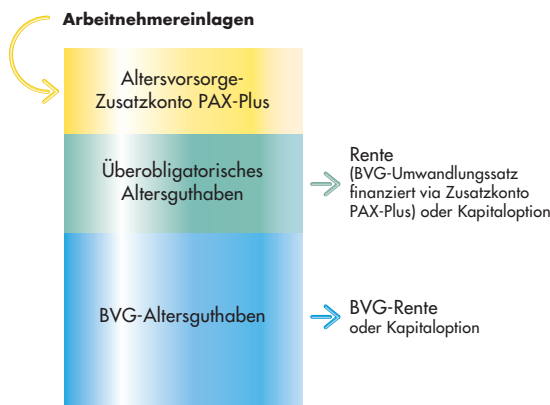 Arbeitnehmereinlagen
Altersvorsorge-
Zusatzkonto PAX-Plus
Überobligatorisches
Altersguthaben
Rente
(BVG-Umwandlungssatz
finanziert via Zusatzkonto
PAX-Plus) oder Kapitaloption
BVG-Altersguthaben
BVG-Rente
oder Kapitaloption